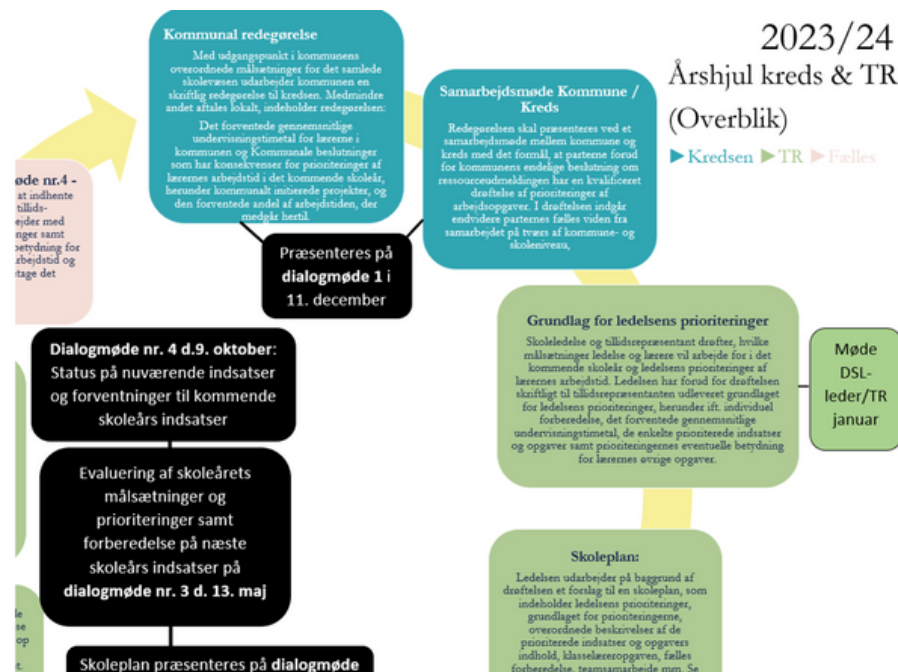 2023/24
Årshjul kreds & TR
(Overblik)
Kredsen TR Fælles
Kommunal redegørelse
Med udgangspunkt i kommunens
overordnede målsætninger for det samlede
skolevæsen udarbejder kommunen en
skriftlig redegørelse til kredsen. Medmindre
andet aftales lokalt, indeholder redegørelsen:
Det forventede gennemsnitlige
undervisningstimetal for lærerne i
kommunen og Kommunale beslutninger
som har konsekvenser for prioriteringer af
lærernes arbejdstid i det kommende skoleår,
herunder kommunalt initierede projekter, og
den forventede andel af arbejdstiden, der
medgår hertil.
Præsenteres på
dialogmøde 1 i
11. december
Samarbejdsmøde Kommune /
Kreds
Redegørelsen skal præsenteres ved et
samarbejdsmøde mellem kommune og
kreds med det formål, at parterne forud
for kommunens endelige beslutning om
ressourceudmeldingen har en kvalificeret
drøftelse af prioriteringer af
arbejdsopgaver. I drøftelsen indgår
endvidere parternes fælles viden fra
samarbejdet på tværs af kommune- og
skoleniveau,
Grundlag for ledelsens prioriteringer
Skoleledelse og tillidsrepræsentant drøfter, hvilke
målsætninger ledelse og lærere vil arbejde for i det
kommende skoleår og ledelsens prioriteringer af
lærernes arbejdstid. Ledelsen har forud for drøftelsen
skriftligt til tillidsrepræsentanten udleveret grundlaget
for ledelsens prioriteringer, herunder ift. individuel
forberedelse, det forventede gennemsnitlige
undervisningstimetal, de enkelte prioriterede indsatser
og opgaver samt prioriteringernes eventuelle betydning
for lærernes øvrige opgaver.
Møde
DSL-
leder/TR
januar
Skoleplan:
Ledelsen udarbejder på baggrund af
drøftelsen et forslag til en skoleplan, som
indeholder ledelsens prioriteringer,
grundlaget for prioriteringerne,
overordnede beskrivelser af de
prioriterede indsatser og opgavers
indhold, klasselæreropgaven, fælles
forberedelse, teamsamarbejde mm. Se
øde nr.4 -
at indhente
tillids-
ejder med
nger samt
betydning for
rbejdstid og
etage det
Dialogmøde nr. 4 d.9. oktober:
Status på nuværende indsatser
og forventninger til kommende
skoleårs indsatser
Evaluering af skoleårets
målsætninger og
prioriteringer samt
forberedelse på næste
skoleårs indsatser på
dialogmøde nr. 3 d. 13. maj
Skoleplan præsenteres på dialogmøde
le
se
op
t.